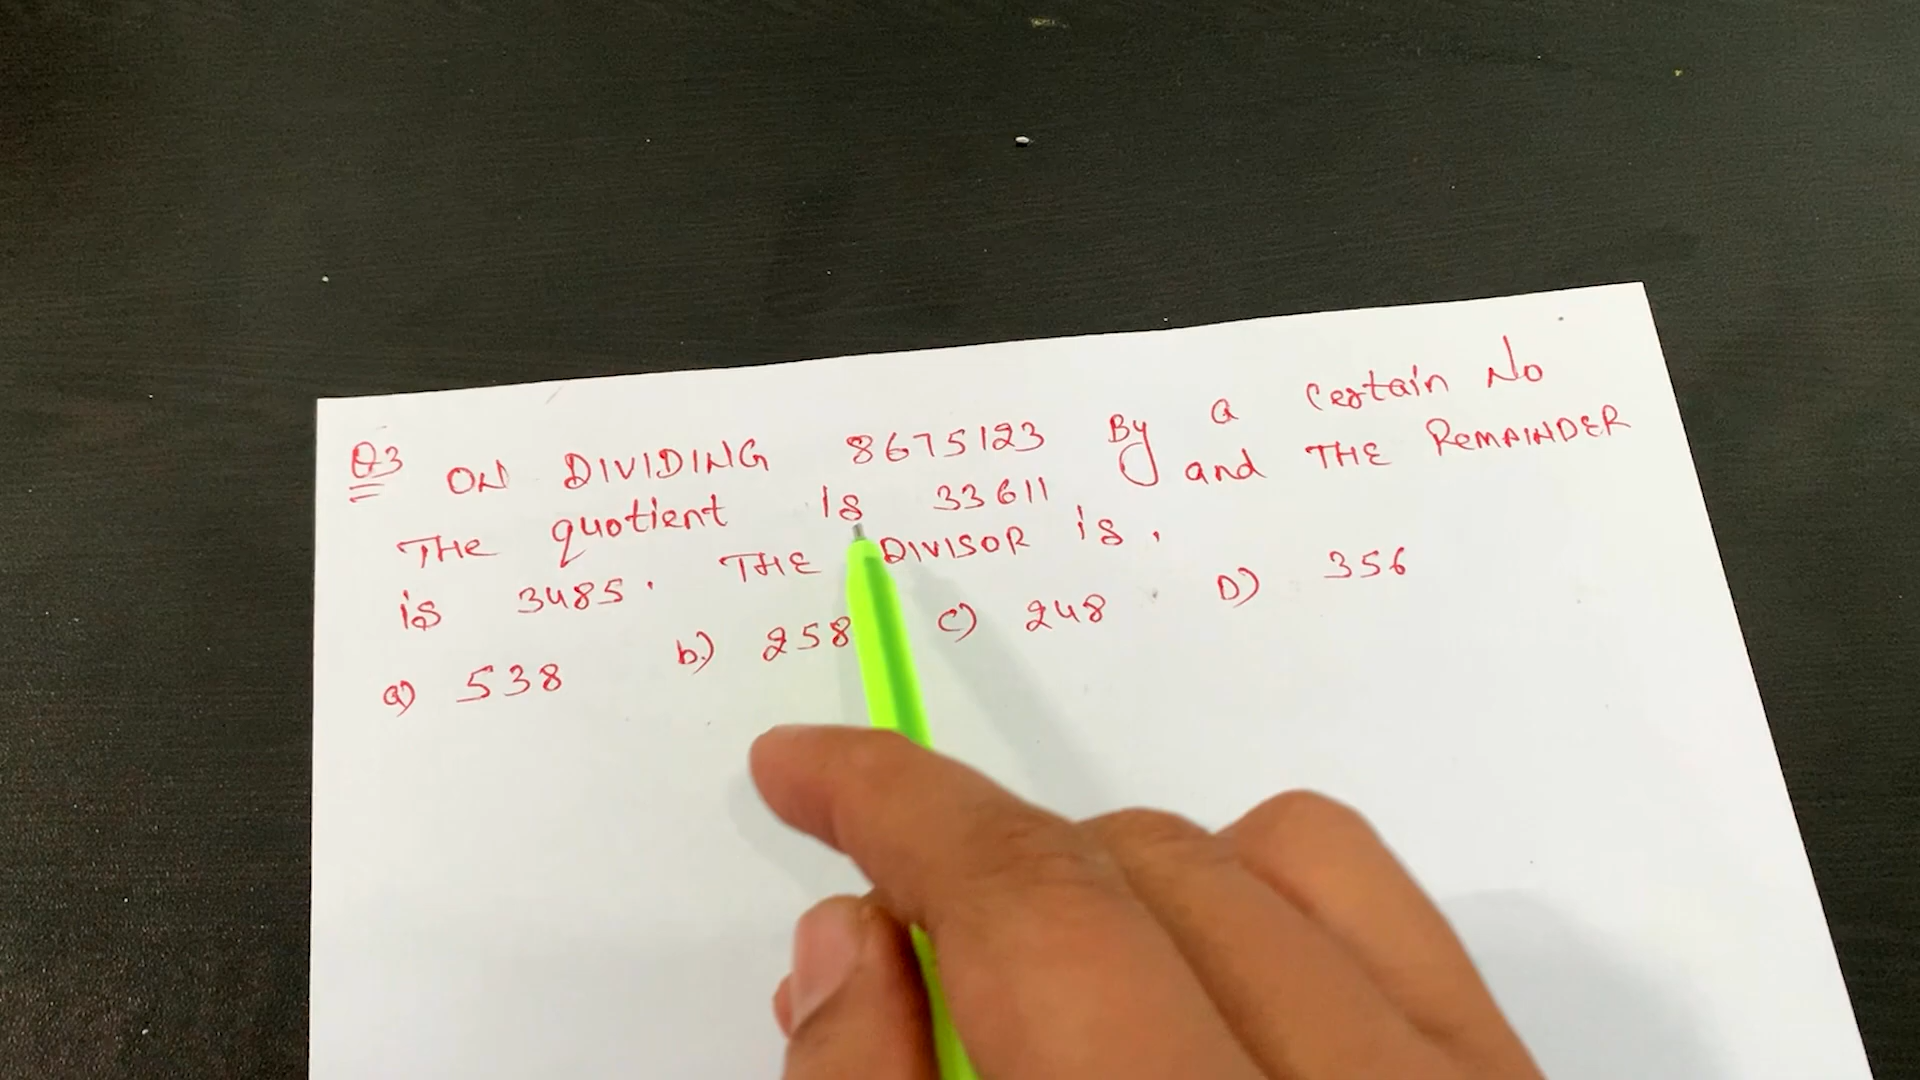 Q3 ON DIVIDING 8675123 By a Certain No
THE quotient is 33611 and THE REMAINDER
is 3485. THE DIVISOR is.
a) 538 b.) 258 c) 248 D) 356